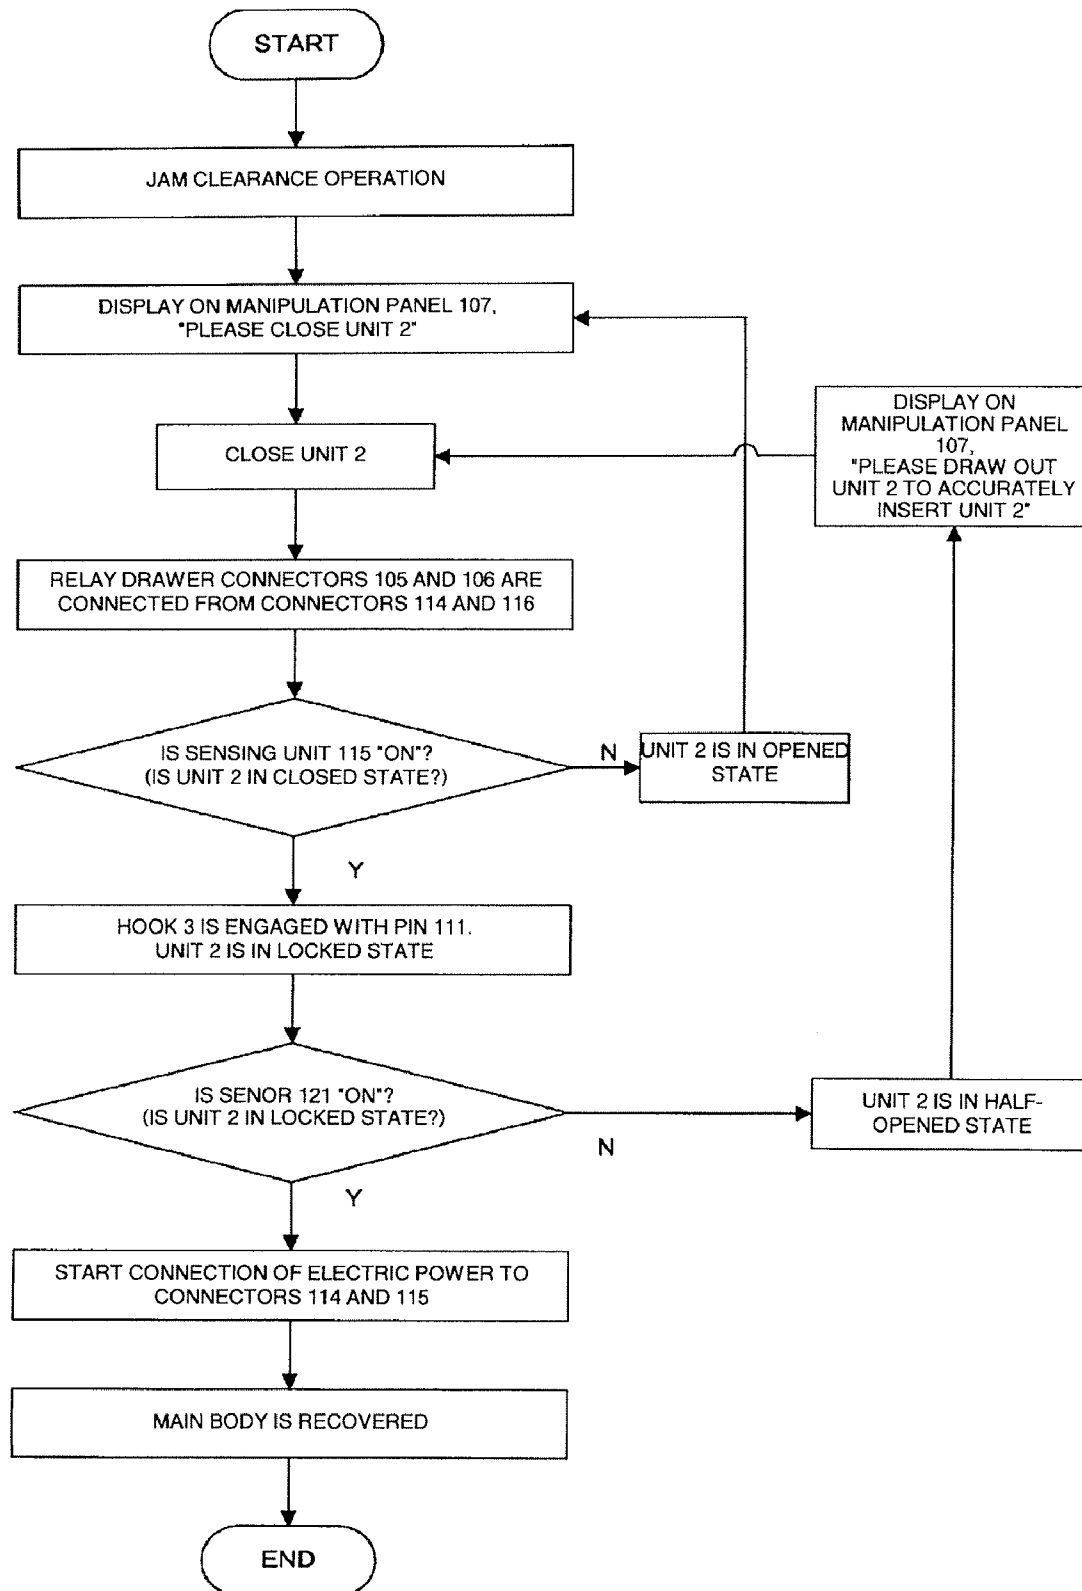 START
JAM CLEARANCE OPERATION
DISPLAY ON MANIPULATION PANEL 107,
"PLEASE CLOSE UNIT 2"
CLOSE UNIT 2
DISPLAY ON
MANIPULATION PANEL
107,
"PLEASE DRAW OUT
UNIT 2 TO ACCURATELY
INSERT UNIT 2"
RELAY DRAWER CONNECTORS 105 AND 106 ARE
CONNECTED FROM CONNECTORS 114 AND 116
IS SENSING UNIT 115 "ON"?
(IS UNIT 2 IN CLOSED STATE?)
N
UNIT 2 IS IN OPENED
STATE
Y
HOOK 3 IS ENGAGED WITH PIN 111.
UNIT 2 IS IN LOCKED STATE
IS SENOR 121 "ON"?
(IS UNIT 2 IN LOCKED STATE?)
N
UNIT 2 IS IN HALF-
OPENED STATE
Y
START CONNECTION OF ELECTRIC POWER TO
CONNECTORS 114 AND 115
MAIN BODY IS RECOVERED
END